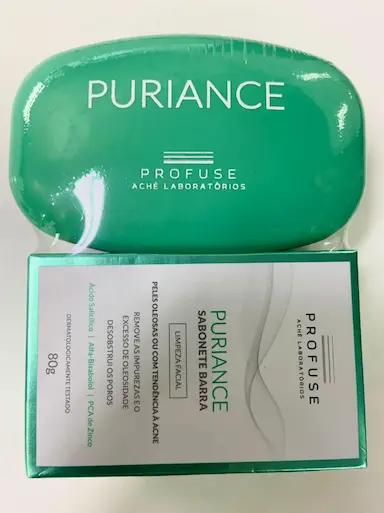 PURIANCE
PROFUSE
ACHÉ LABORATÓRIOS
PROFUSE
ACHÉ LABORATÓRIOS
PURIANCE
SABONETE BARRA
LIMPEZA FACIAL
PELES OLEOSAS OU COM TENDÊNCIA À ACNE
REMOVE AS IMPUREZAS E O
EXCESSO DE OLEOSIDADE
DESOBSTRUI OS POROS
Ácido Salicílico | Alfa-Bisabolol | PCA de Zinco
DERMATOLOGICAMENTE TESTADO
80g